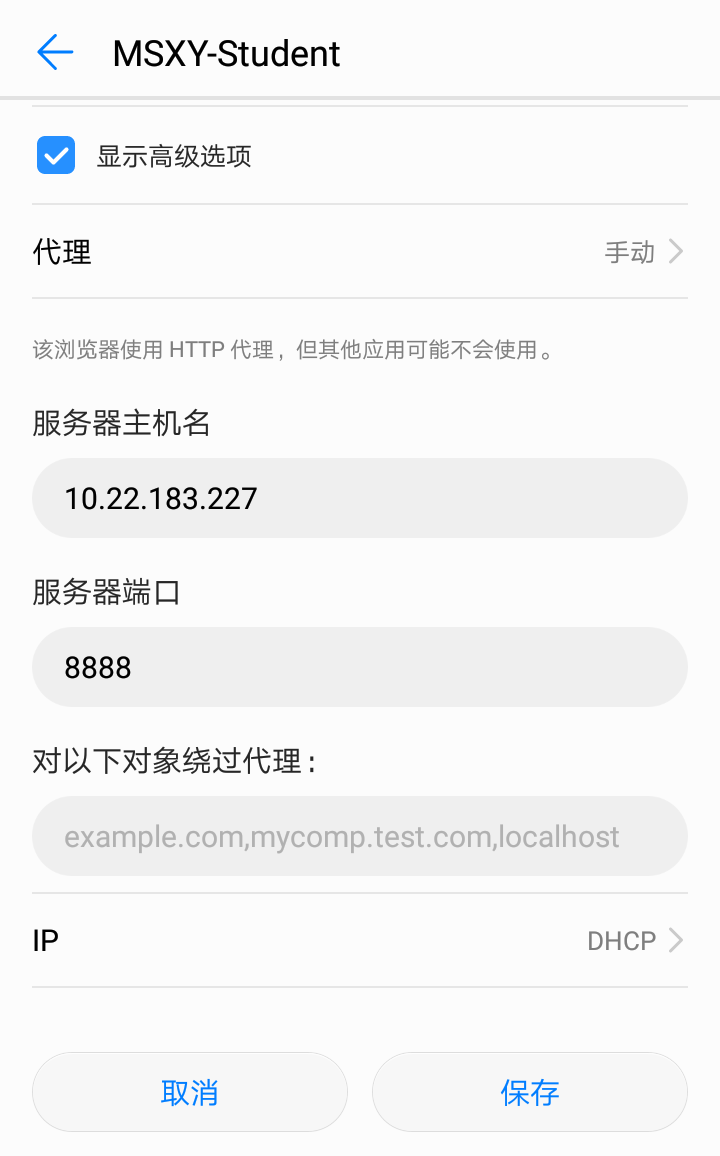 MSXY-Student
显示高级选项
代理 手动
该浏览器使用 HTTP 代理，但其他应用可能不会使用。
服务器主机名
10.22.183.227
服务器端口
8888
对以下对象绕过代理：
example.com,mycomp.test.com,localhost
IP DHCP
取消 保存